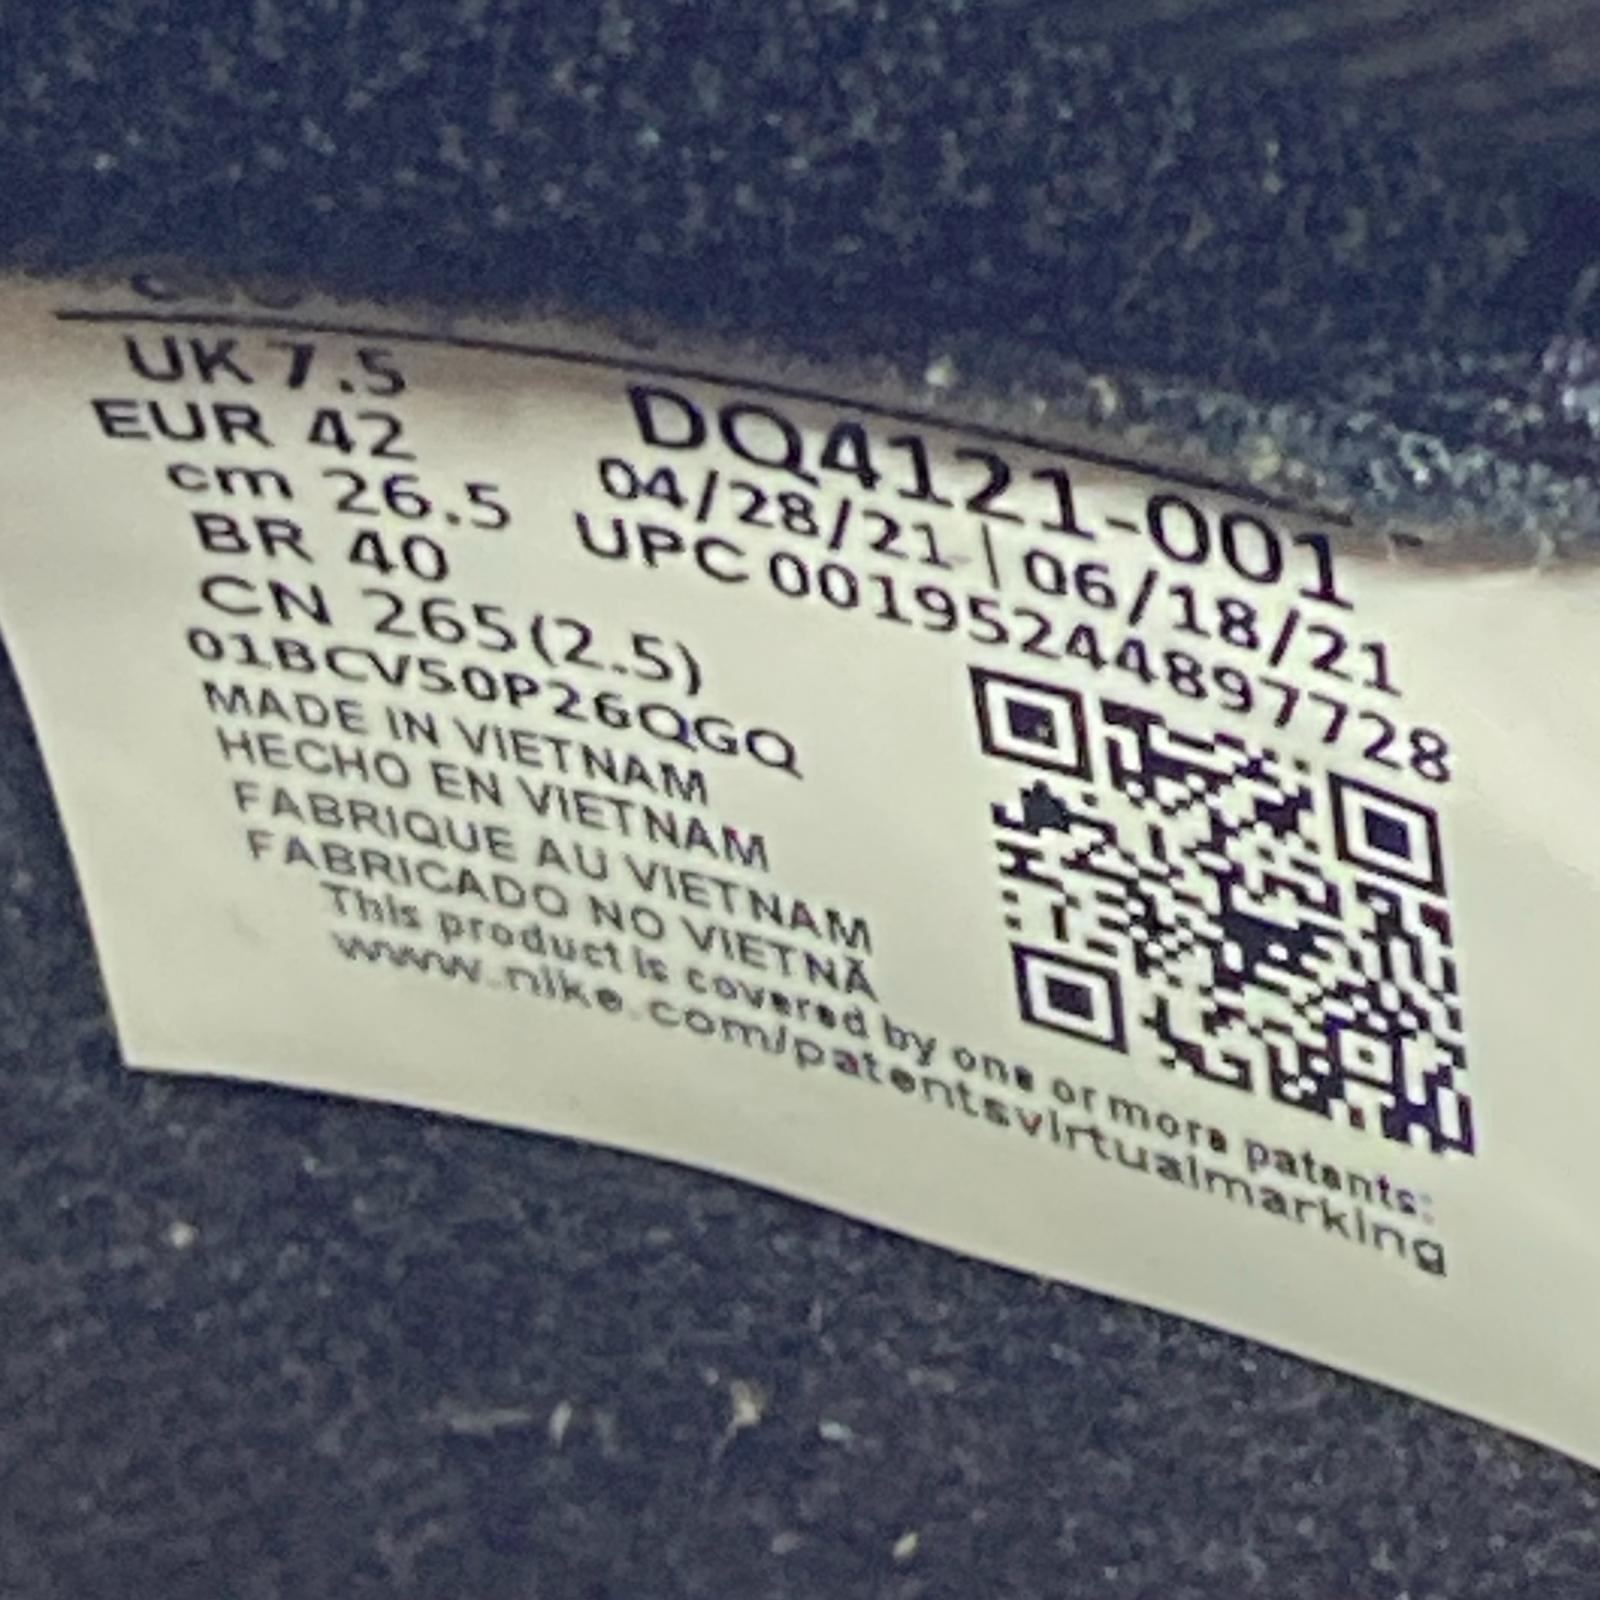 UK 7.5
EUR 42
cm 26.5
BR 40
CN 265(2.5)
01BCV50P26QGQ
MADE IN VIETNAM
HECHO EN VIETNAM
FABRIQUE AU VIETNAM
FABRICADO NO VIETNÃ
DQ4121-001
04/28/21 | 06/18/21
UPC 00195244897728
This product is covered by one or more patents:
www.nike.com/patentsvirtualmarking